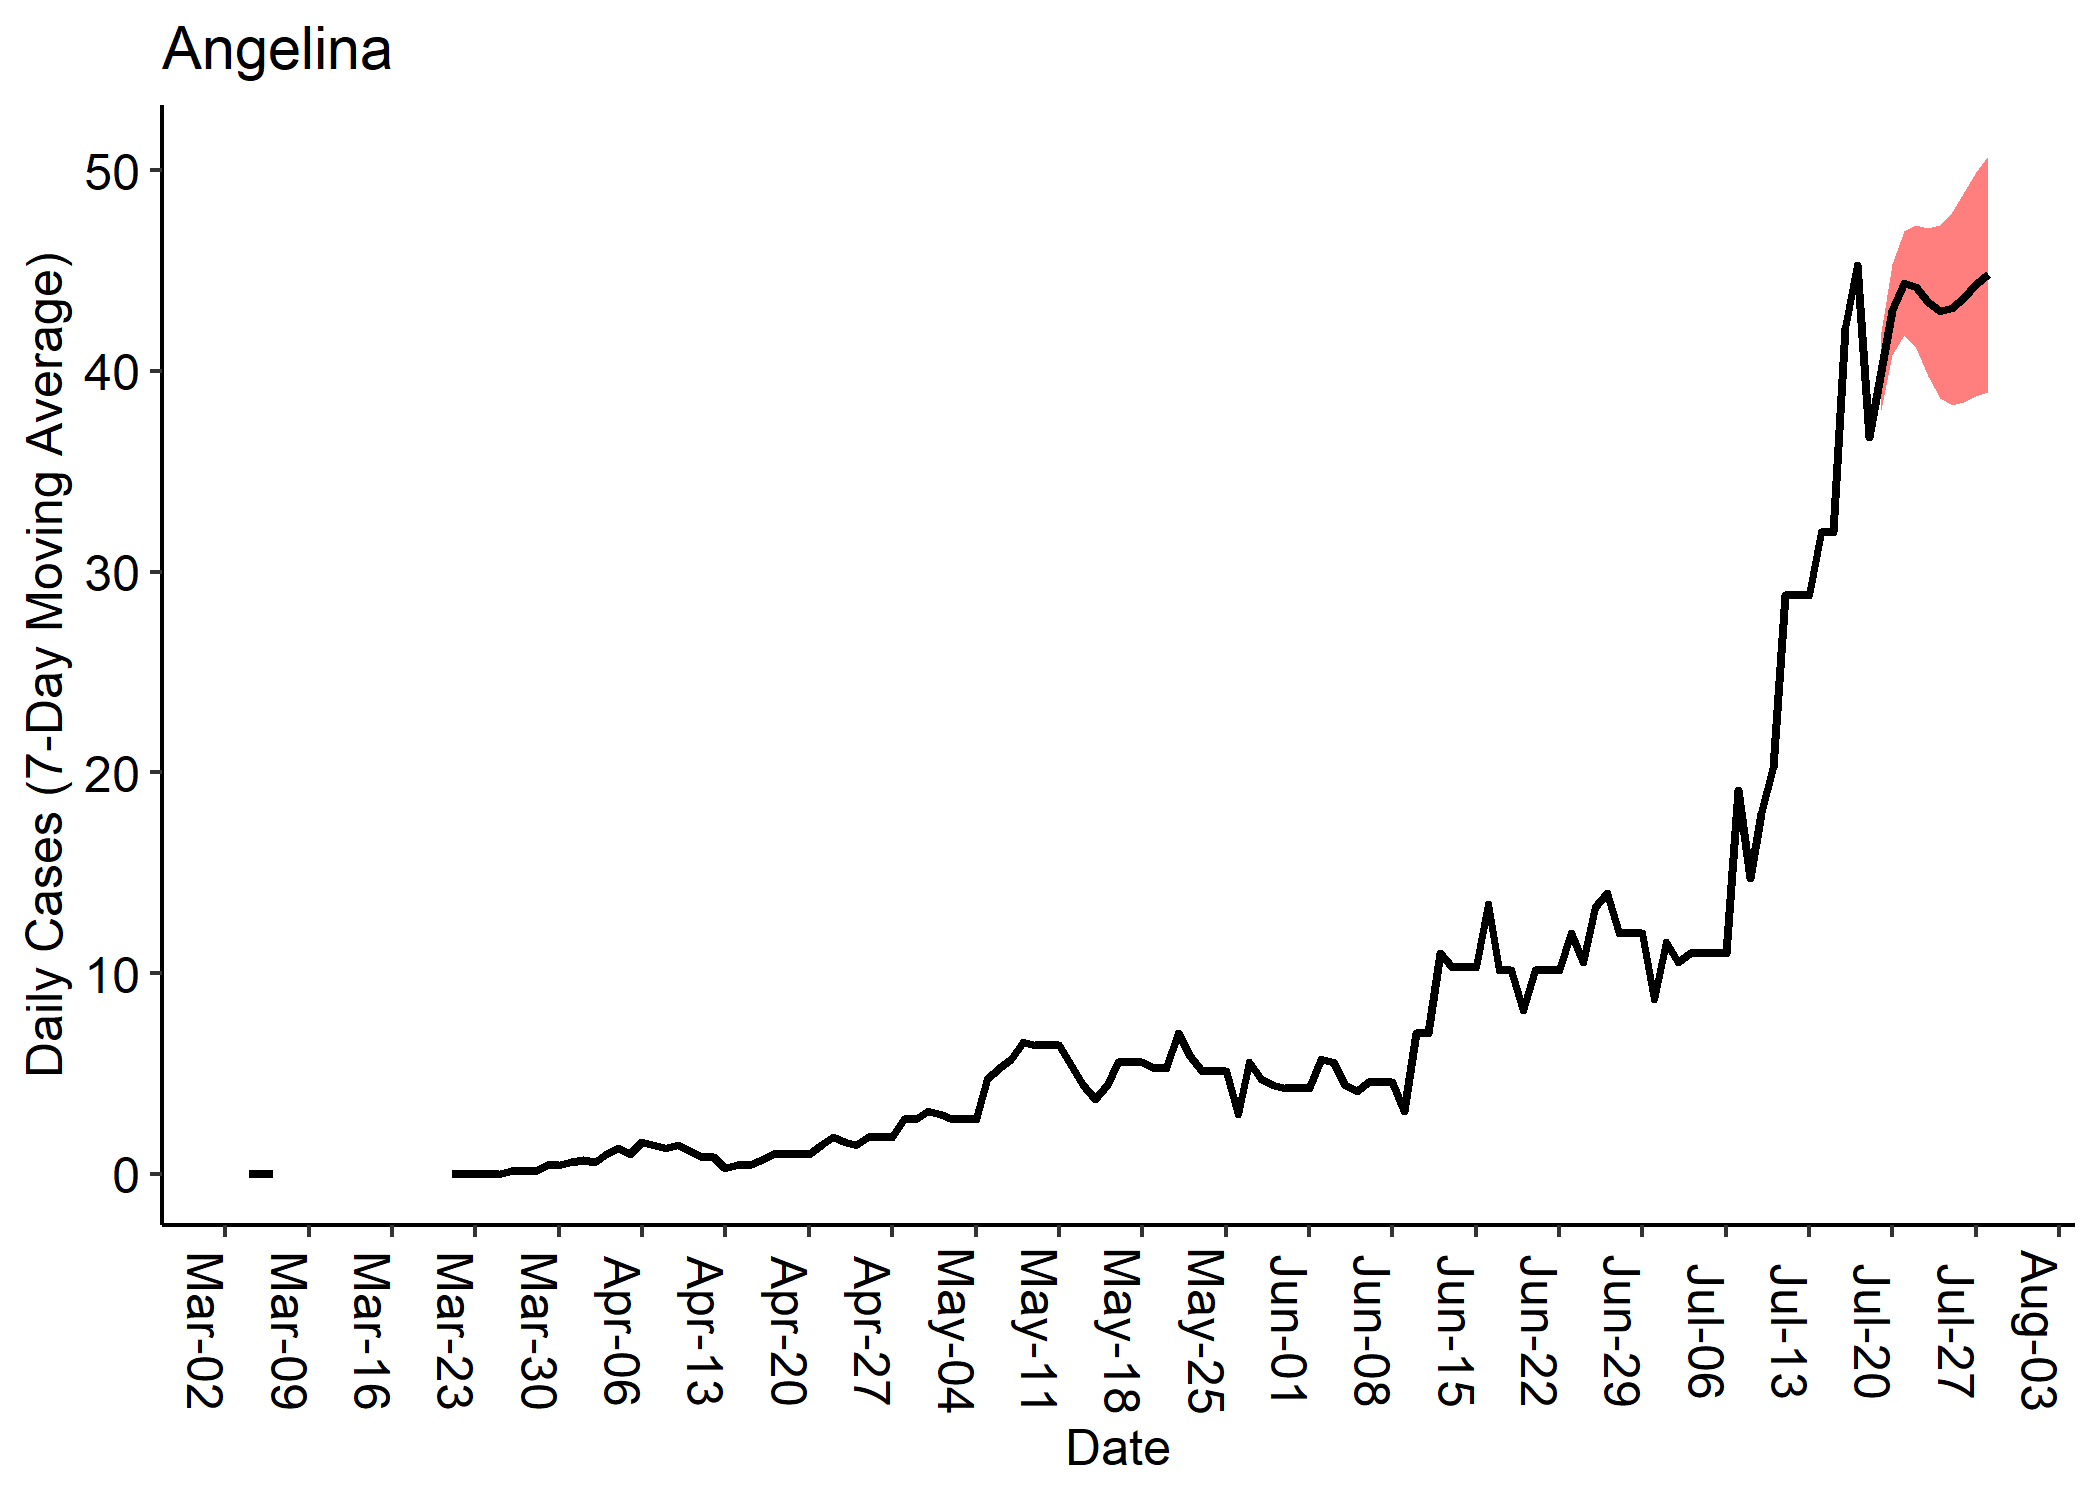 Angelina
Daily Cases (7-Day Moving Average)
50
40
30
20
10
0
Mar-02
Mar-09
Mar-16
Mar-23
Mar-30
Apr-06
Apr-13
Apr-20
Apr-27
May-04
May-11
May-18
May-25
Jun-01
Jun-08
Jun-15
Jun-22
Jun-29
Jul-06
Jul-13
Jul-20
Jul-27
Aug-03
Date